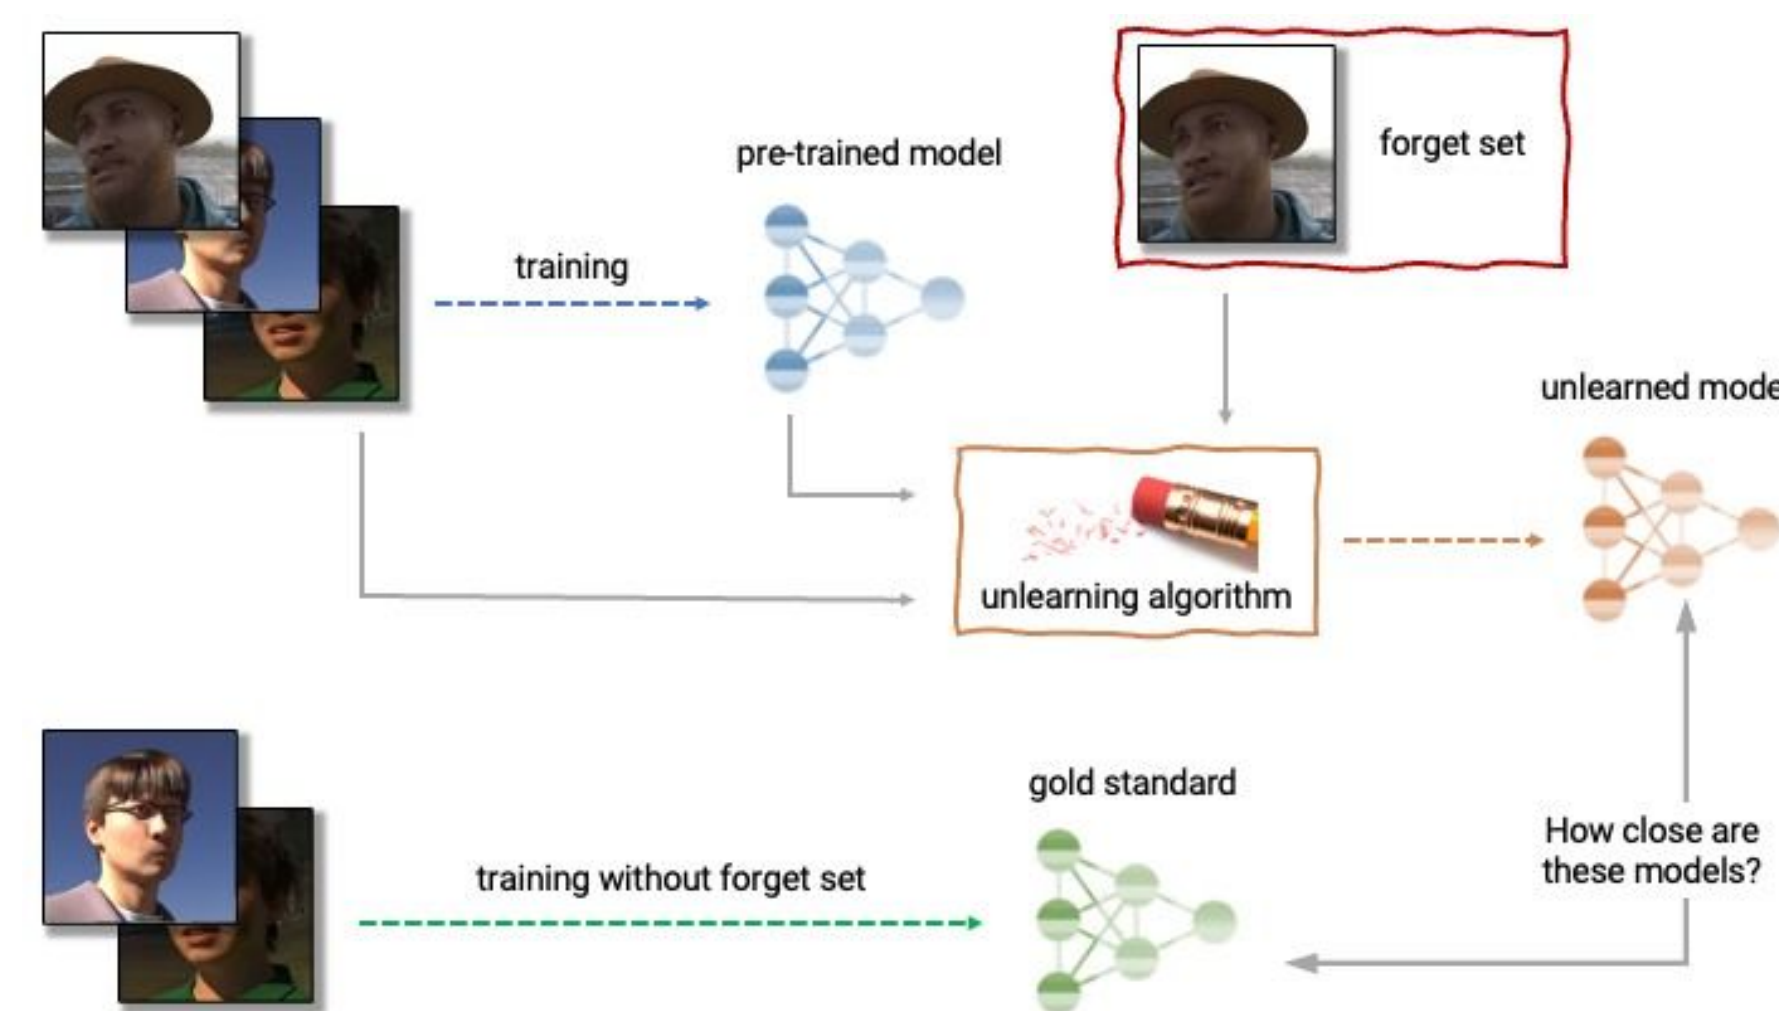 pre-trained model
forget set
training
unlearned mode
unlearning algorithm
gold standard
How close are
these models?
training without forget set